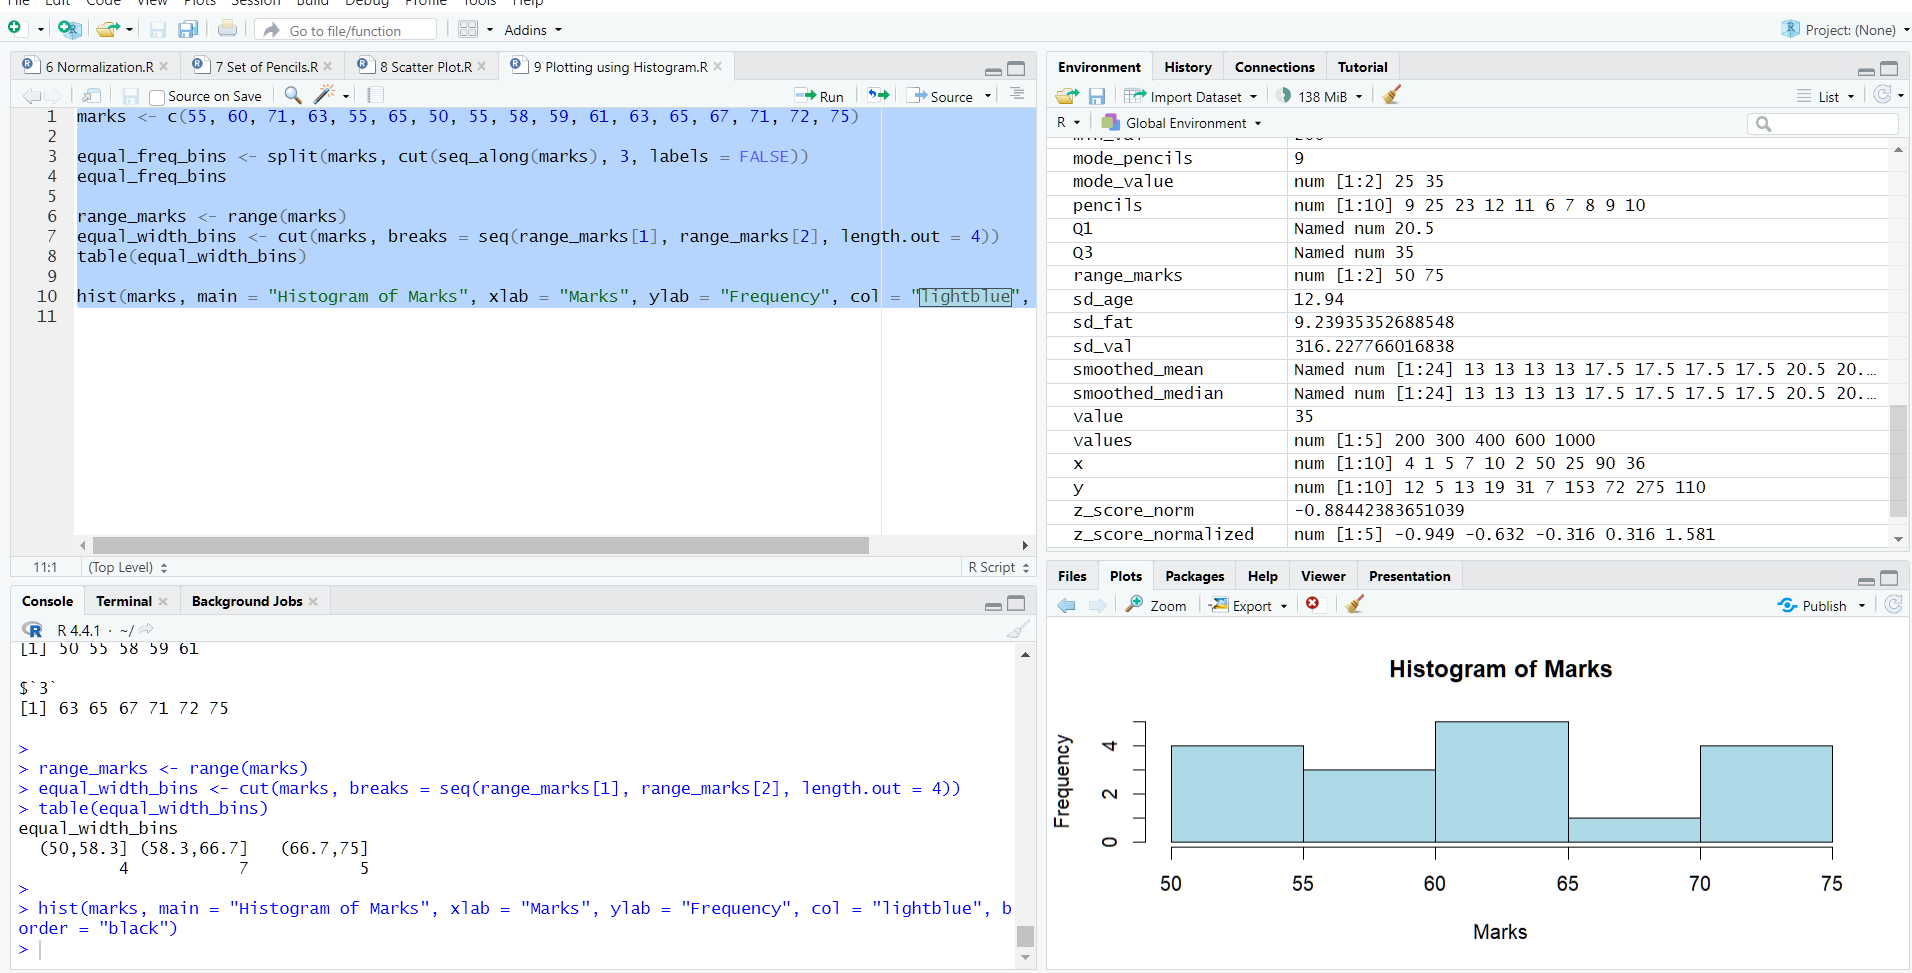 File Edit Code View Plots Session Build Debug Profile Tools Help
Go to file/function
Addins
Project: (None)
6 Normalization.R
7 Set of Pencils.R
8 Scatter Plot.R
9 Plotting using Histogram.R
Source on Save
Run
Source
1 marks <- c(55, 60, 71, 63, 55, 65, 50, 55, 58, 59, 61, 63, 65, 67, 71, 72, 75)
2
3 equal_freq_bins <- split(marks, cut(seq_along(marks), 3, labels = FALSE))
4 equal_freq_bins
5
6 range_marks <- range(marks)
7 equal_width_bins <- cut(marks, breaks = seq(range_marks[1], range_marks[2], length.out = 4))
8 table(equal_width_bins)
9
10 hist(marks, main = "Histogram of Marks", xlab = "Marks", ylab = "Frequency", col = "lightblue",
11
11:1
(Top Level)
R Script
Console
Terminal
Background Jobs
R 4.4.1 · ~/
[1] 50 55 58 59 61
$`3`
[1] 63 65 67 71 72 75
>
> range_marks <- range(marks)
> equal_width_bins <- cut(marks, breaks = seq(range_marks[1], range_marks[2], length.out = 4))
> table(equal_width_bins)
equal_width_bins
(50,58.3] (58.3,66.7] (66.7,75]
4 7 5
>
> hist(marks, main = "Histogram of Marks", xlab = "Marks", ylab = "Frequency", col = "lightblue", b
order = "black")
>
Environment
History
Connections
Tutorial
Import Dataset
138 MiB
List
R
Global Environment
min_val 200
mode_pencils 9
mode_value num [1:2] 25 35
pencils num [1:10] 9 25 23 12 11 6 7 8 9 10
Q1 Named num 20.5
Q3 Named num 35
range_marks num [1:2] 50 75
sd_age 12.94
sd_fat 9.23935352688548
sd_val 316.227766016838
smoothed_mean Named num [1:24] 13 13 13 13 17.5 17.5 17.5 17.5 20.5 20.…
smoothed_median Named num [1:24] 13 13 13 13 17.5 17.5 17.5 17.5 20.5 20.…
value 35
values num [1:5] 200 300 400 600 1000
x num [1:10] 4 1 5 7 10 2 50 25 90 36
y num [1:10] 12 5 13 19 31 7 153 72 275 110
z_score_norm -0.88442383651039
z_score_normalized num [1:5] -0.949 -0.632 -0.316 0.316 1.581
Files
Plots
Packages
Help
Viewer
Presentation
Zoom
Export
Publish
Histogram of Marks
Frequency
4
2
0
50 55 60 65 70 75
Marks